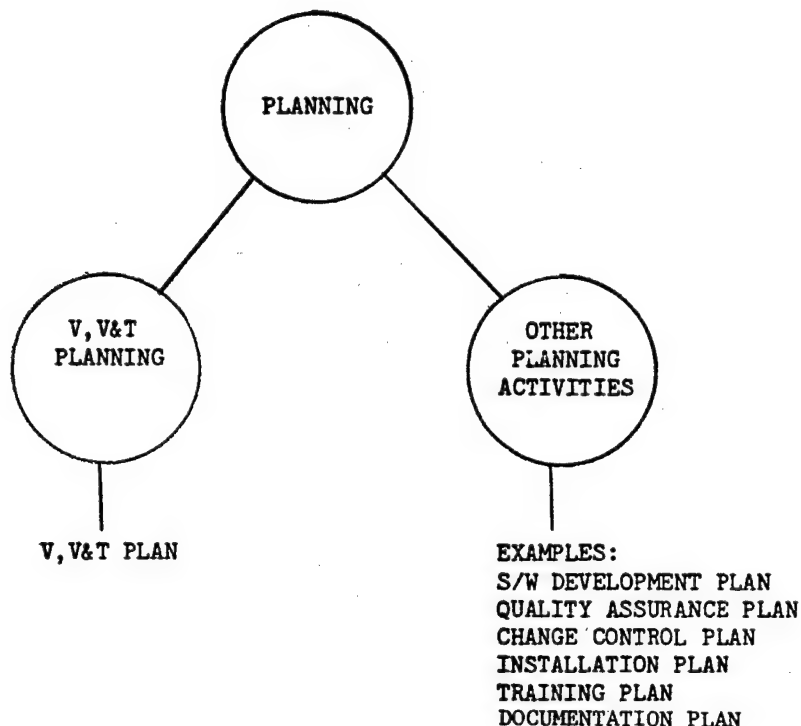 PLANNING
V,V&T
PLANNING
OTHER
PLANNING
ACTIVITIES
V,V&T PLAN
EXAMPLES:
S/W DEVELOPMENT PLAN
QUALITY ASSURANCE PLAN
CHANGE CONTROL PLAN
INSTALLATION PLAN
TRAINING PLAN
DOCUMENTATION PLAN